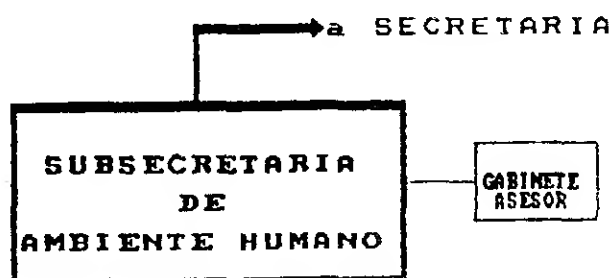 a SECRETARIA
SUBSECRETARIA
DE
AMBIENTE HUMANO
GABINETE
ASESOR